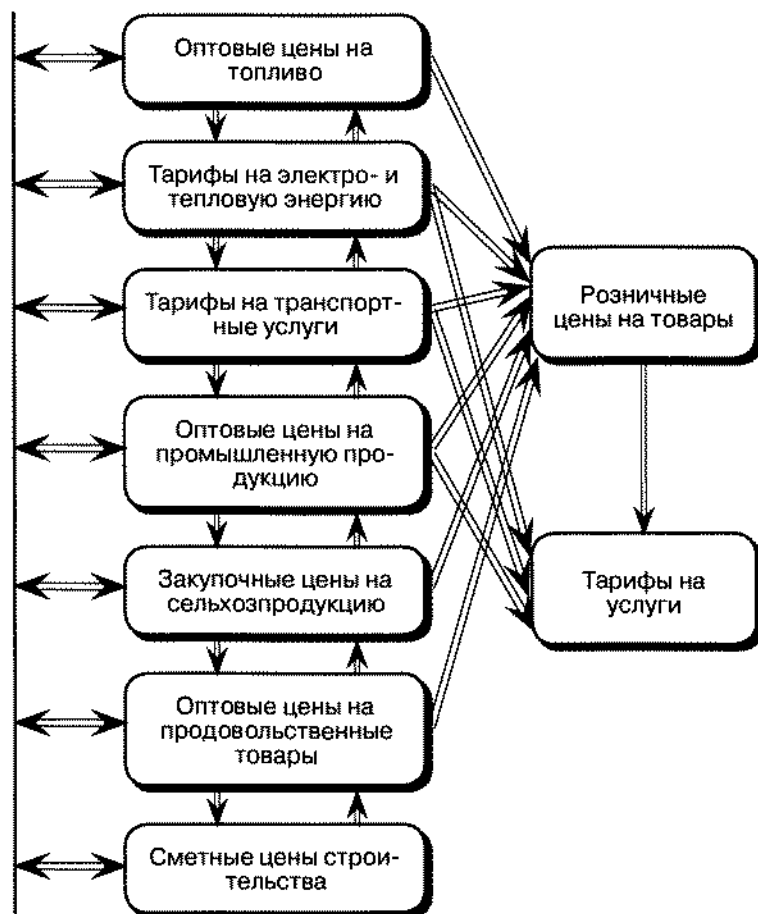 Оптовые цены на
топливо
Тарифы на электро- и
тепловую энергию
Тарифы на транспорт-
ные услуги
Оптовые цены на
промышленную про-
дукцию
Закупочные цены на
сельхозпродукцию
Оптовые цены на
продовольственные
товары
Сметные цены строи-
тельства
Розничные
цены на товары
Тарифы на
услуги